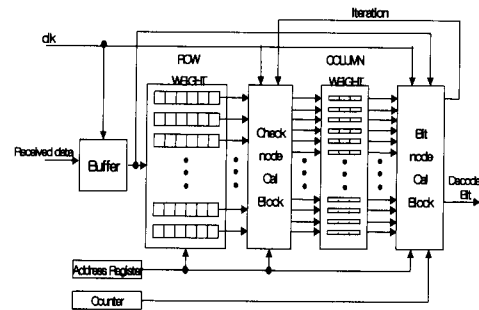 Iteration
clk
ROW
WEIGHT
COLUMN
WEIGHT
Received data
Buffer
Check
node
Cal
Block
Bit
node
Cal
Block
Decode
Bit
Address Register
Counter